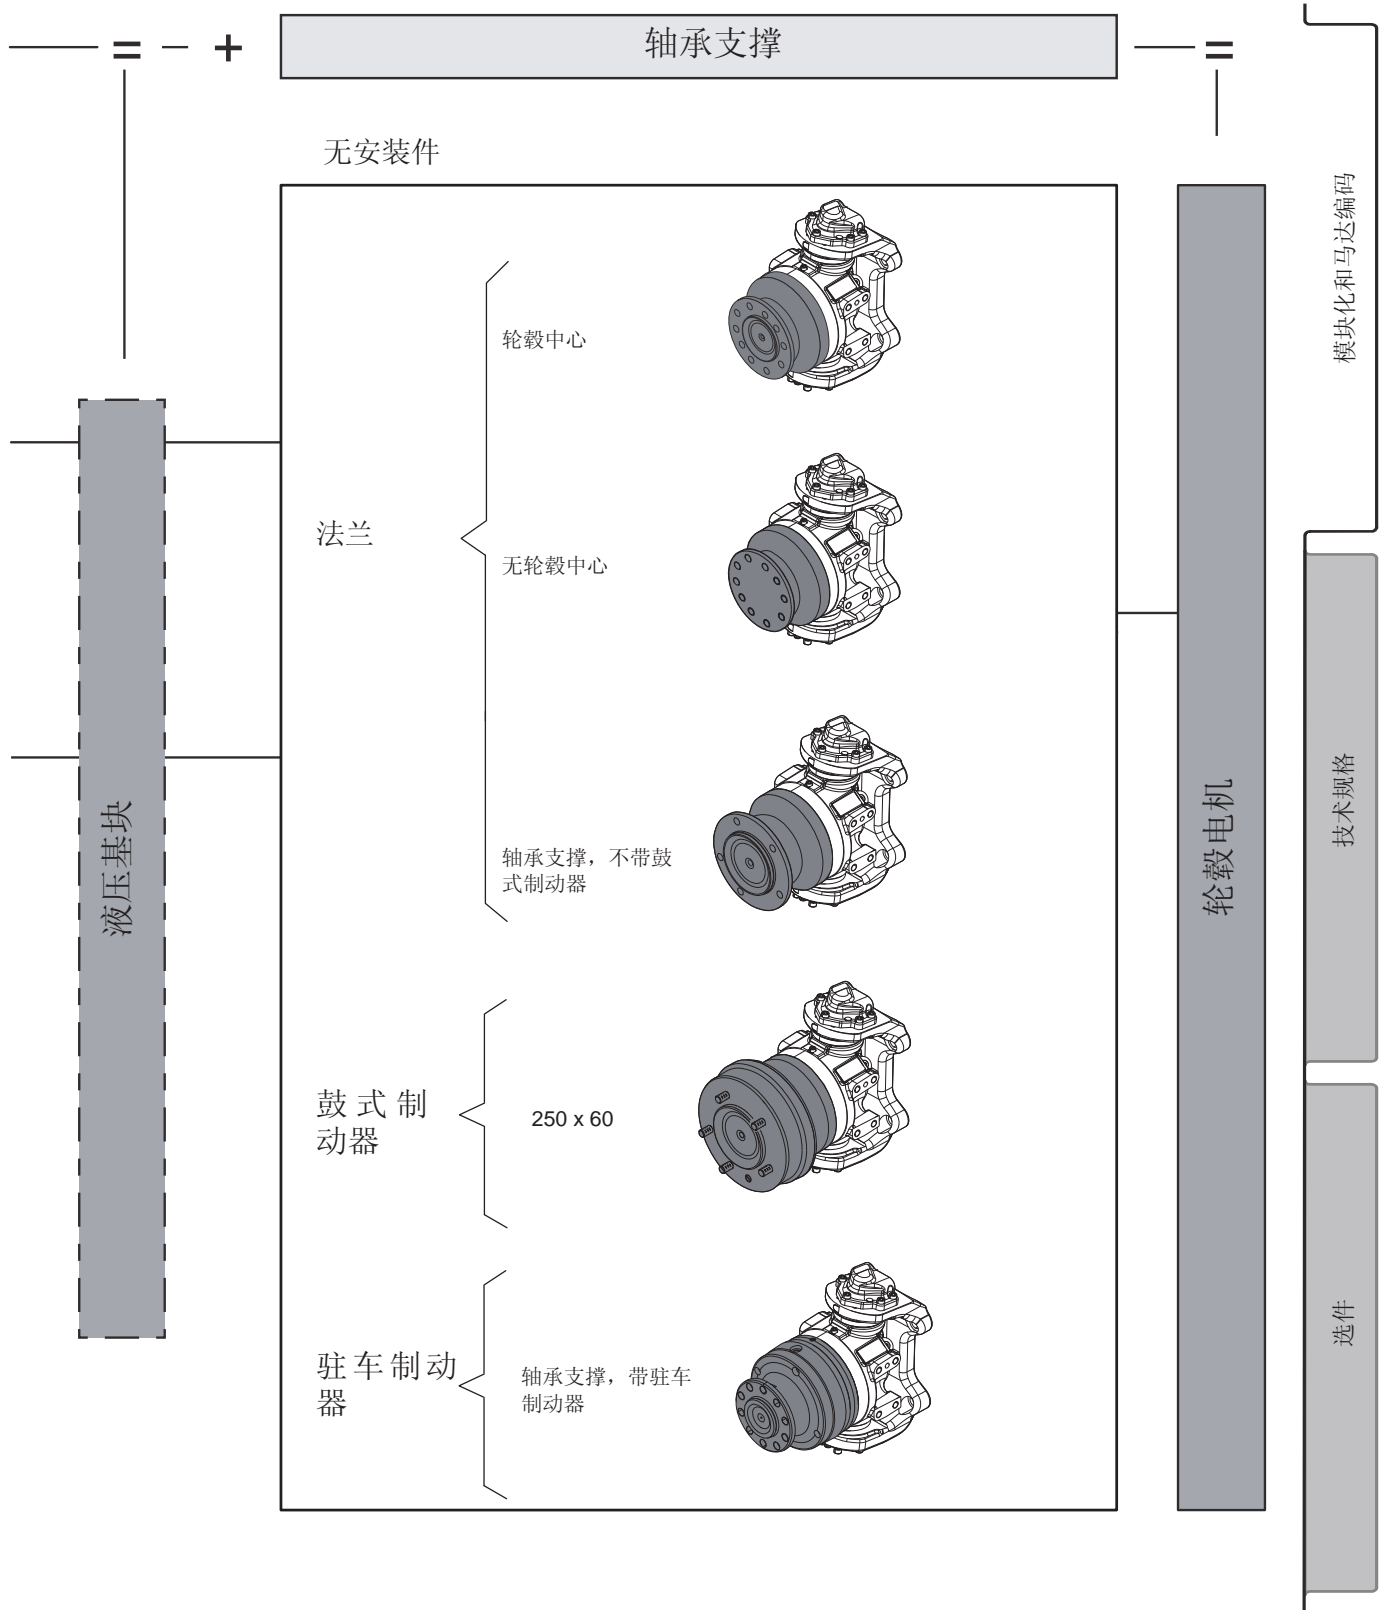 = + 轴承支撑 =
无安装件
轮毂中心
法兰
无轮毂中心
轴承支撑，不带鼓
式制动器
鼓式制
动器
250 x 60
驻车制动
器
轴承支撑，带驻车
制动器
液压基块
轮毂电机
模块化和马达编码
技术规格
选件